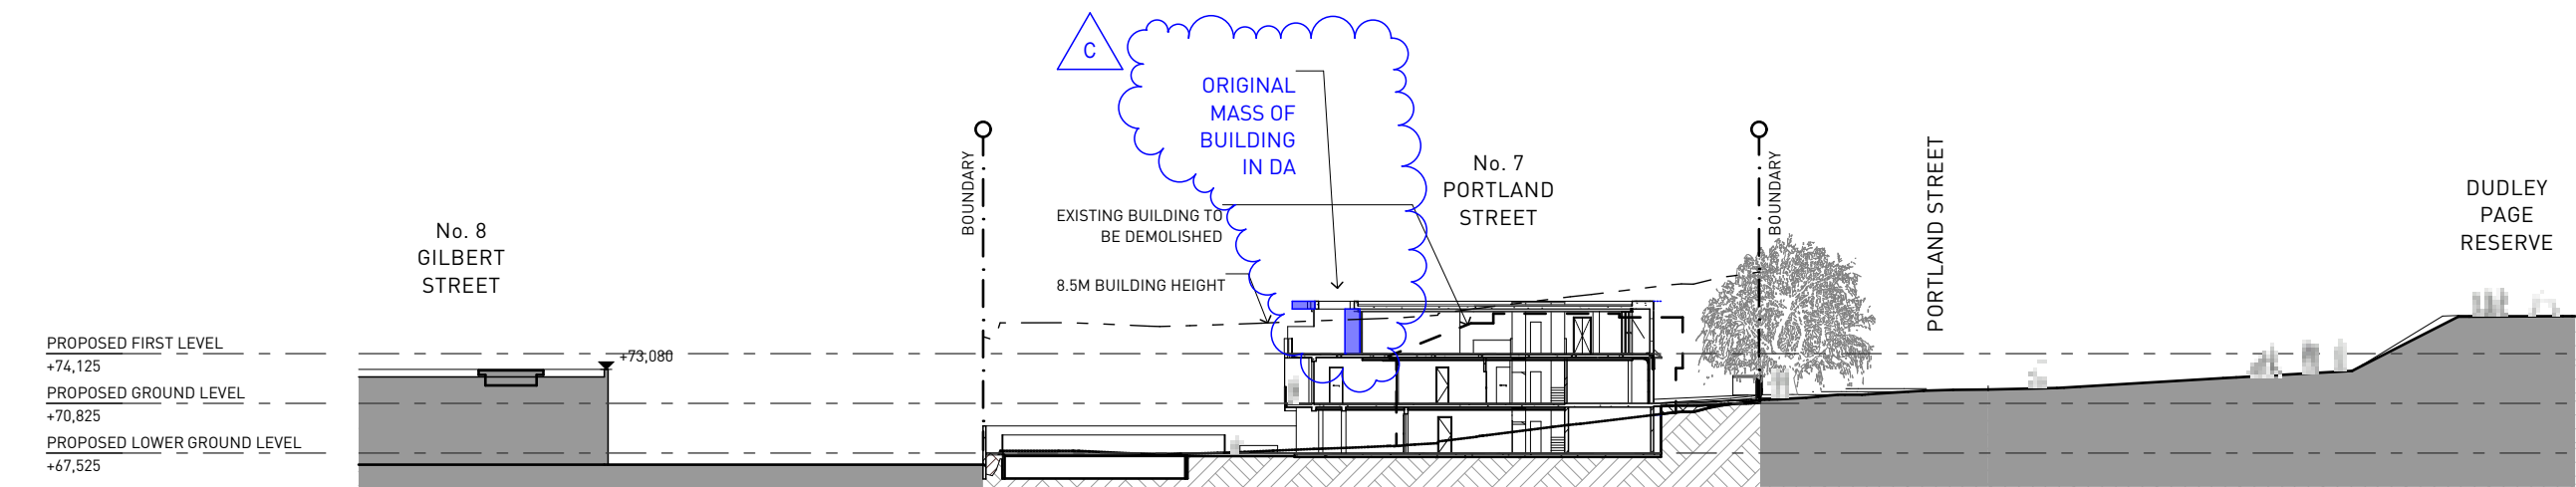 C
ORIGINAL
MASS OF
BUILDING
IN DA
No. 7
PORTLAND
STREET
BOUNDARY
BOUNDARY
PORTLAND STREET
DUDLEY
PAGE
RESERVE
EXISTING BUILDING TO
BE DEMOLISHED
No. 8
GILBERT
STREET
8.5M BUILDING HEIGHT
PROPOSED FIRST LEVEL
+74,125
+73,080
PROPOSED GROUND LEVEL
+70,825
PROPOSED LOWER GROUND LEVEL
+67,525